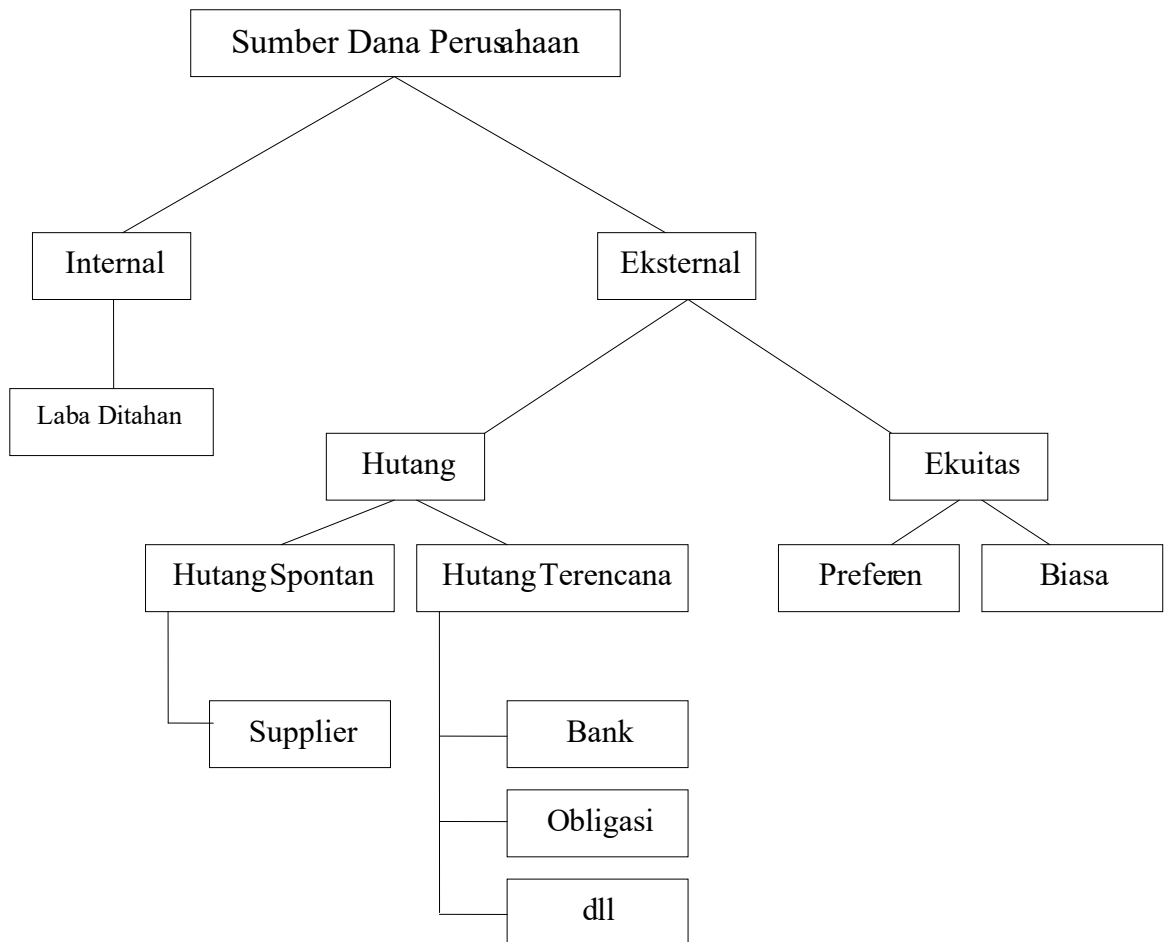 Sumber Dana Perusahaan
Internal
Eksternal
Laba Ditahan
Hutang
Ekuitas
Hutang Spontan
Hutang Terencana
Preferen
Biasa
Supplier
Bank
Obligasi
dll